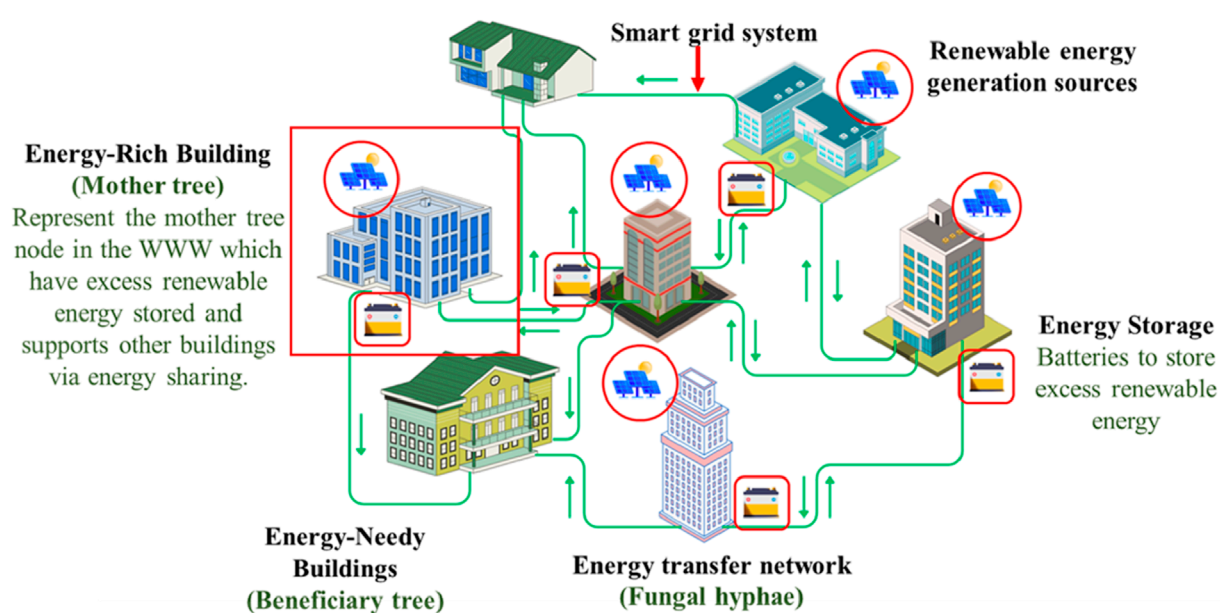 Smart grid system
Renewable energy
generation sources
Energy-Rich Building
(Mother tree)
Represent the mother tree
node in the WWW which
have excess renewable
energy stored and
supports other buildings
via energy sharing.
Energy Storage
Batteries to store
excess renewable
energy
Energy-Needy
Buildings
(Beneficiary tree)
Energy transfer network
(Fungal hyphae)